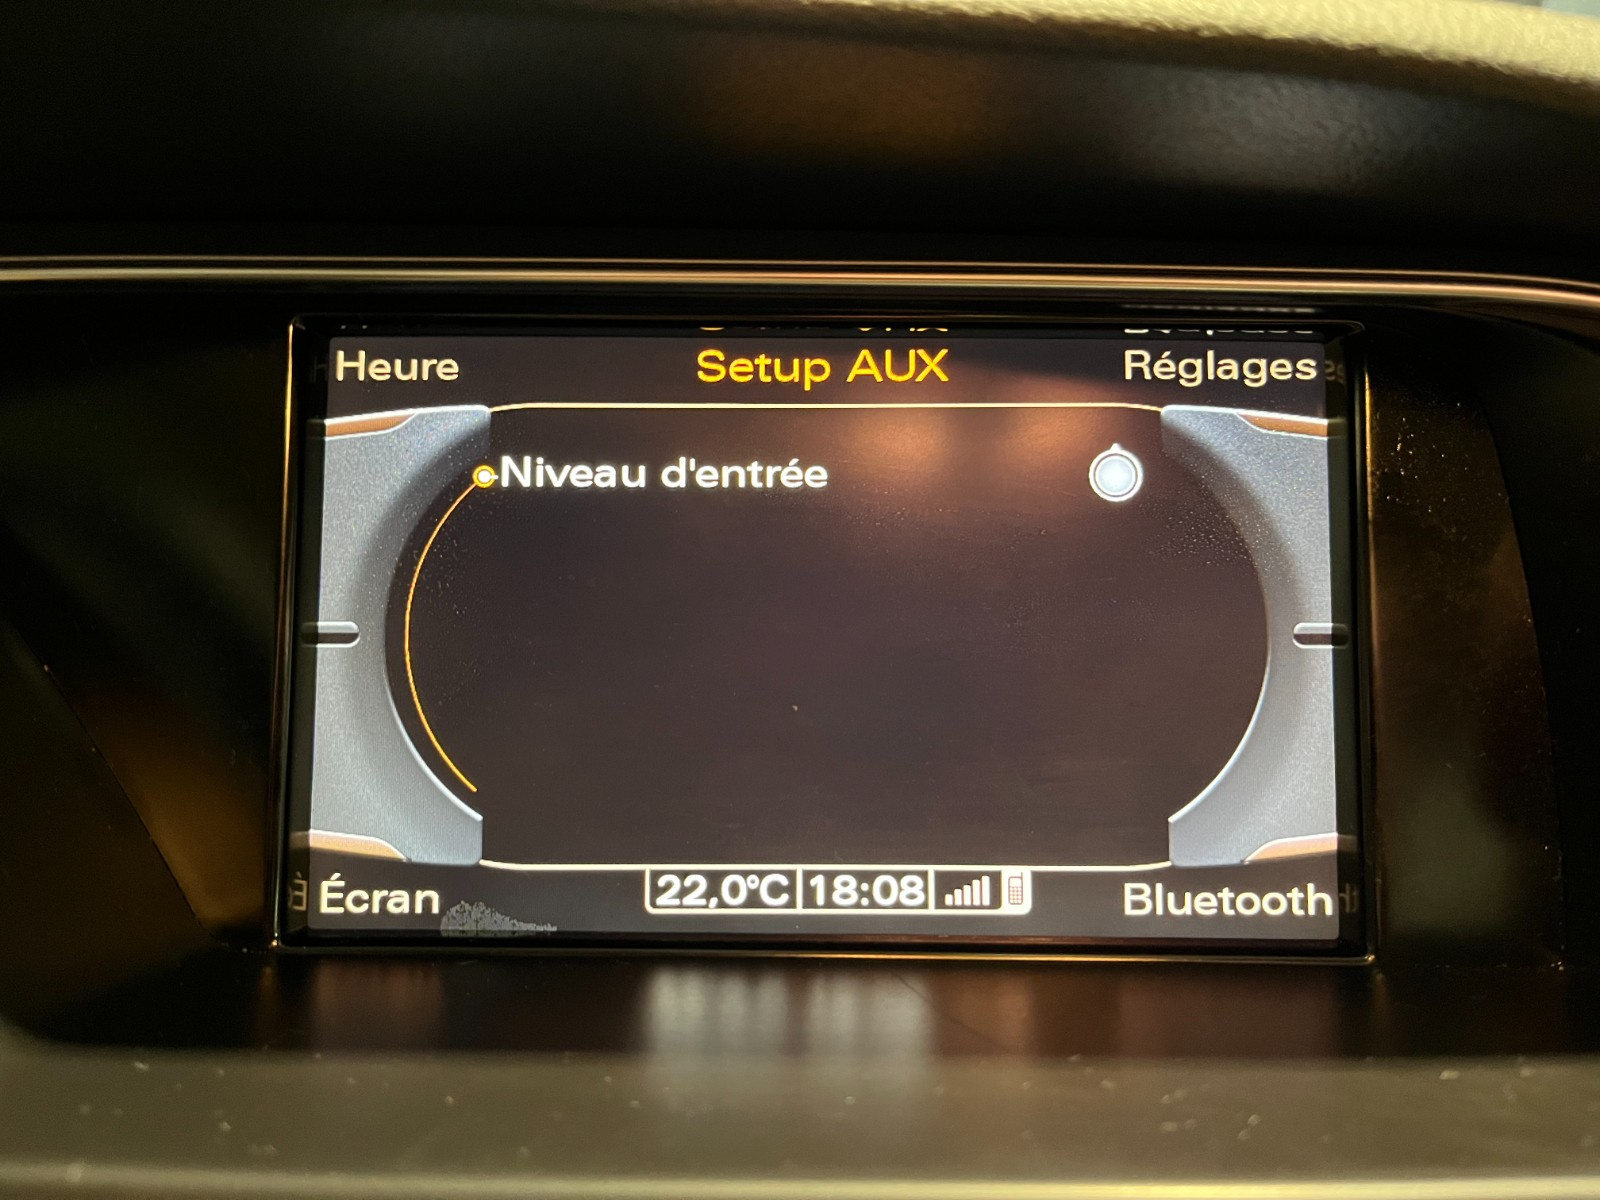 Heure Setup AUX Réglages
Niveau d'entrée
Écran 22,0°C 18:08 Bluetooth